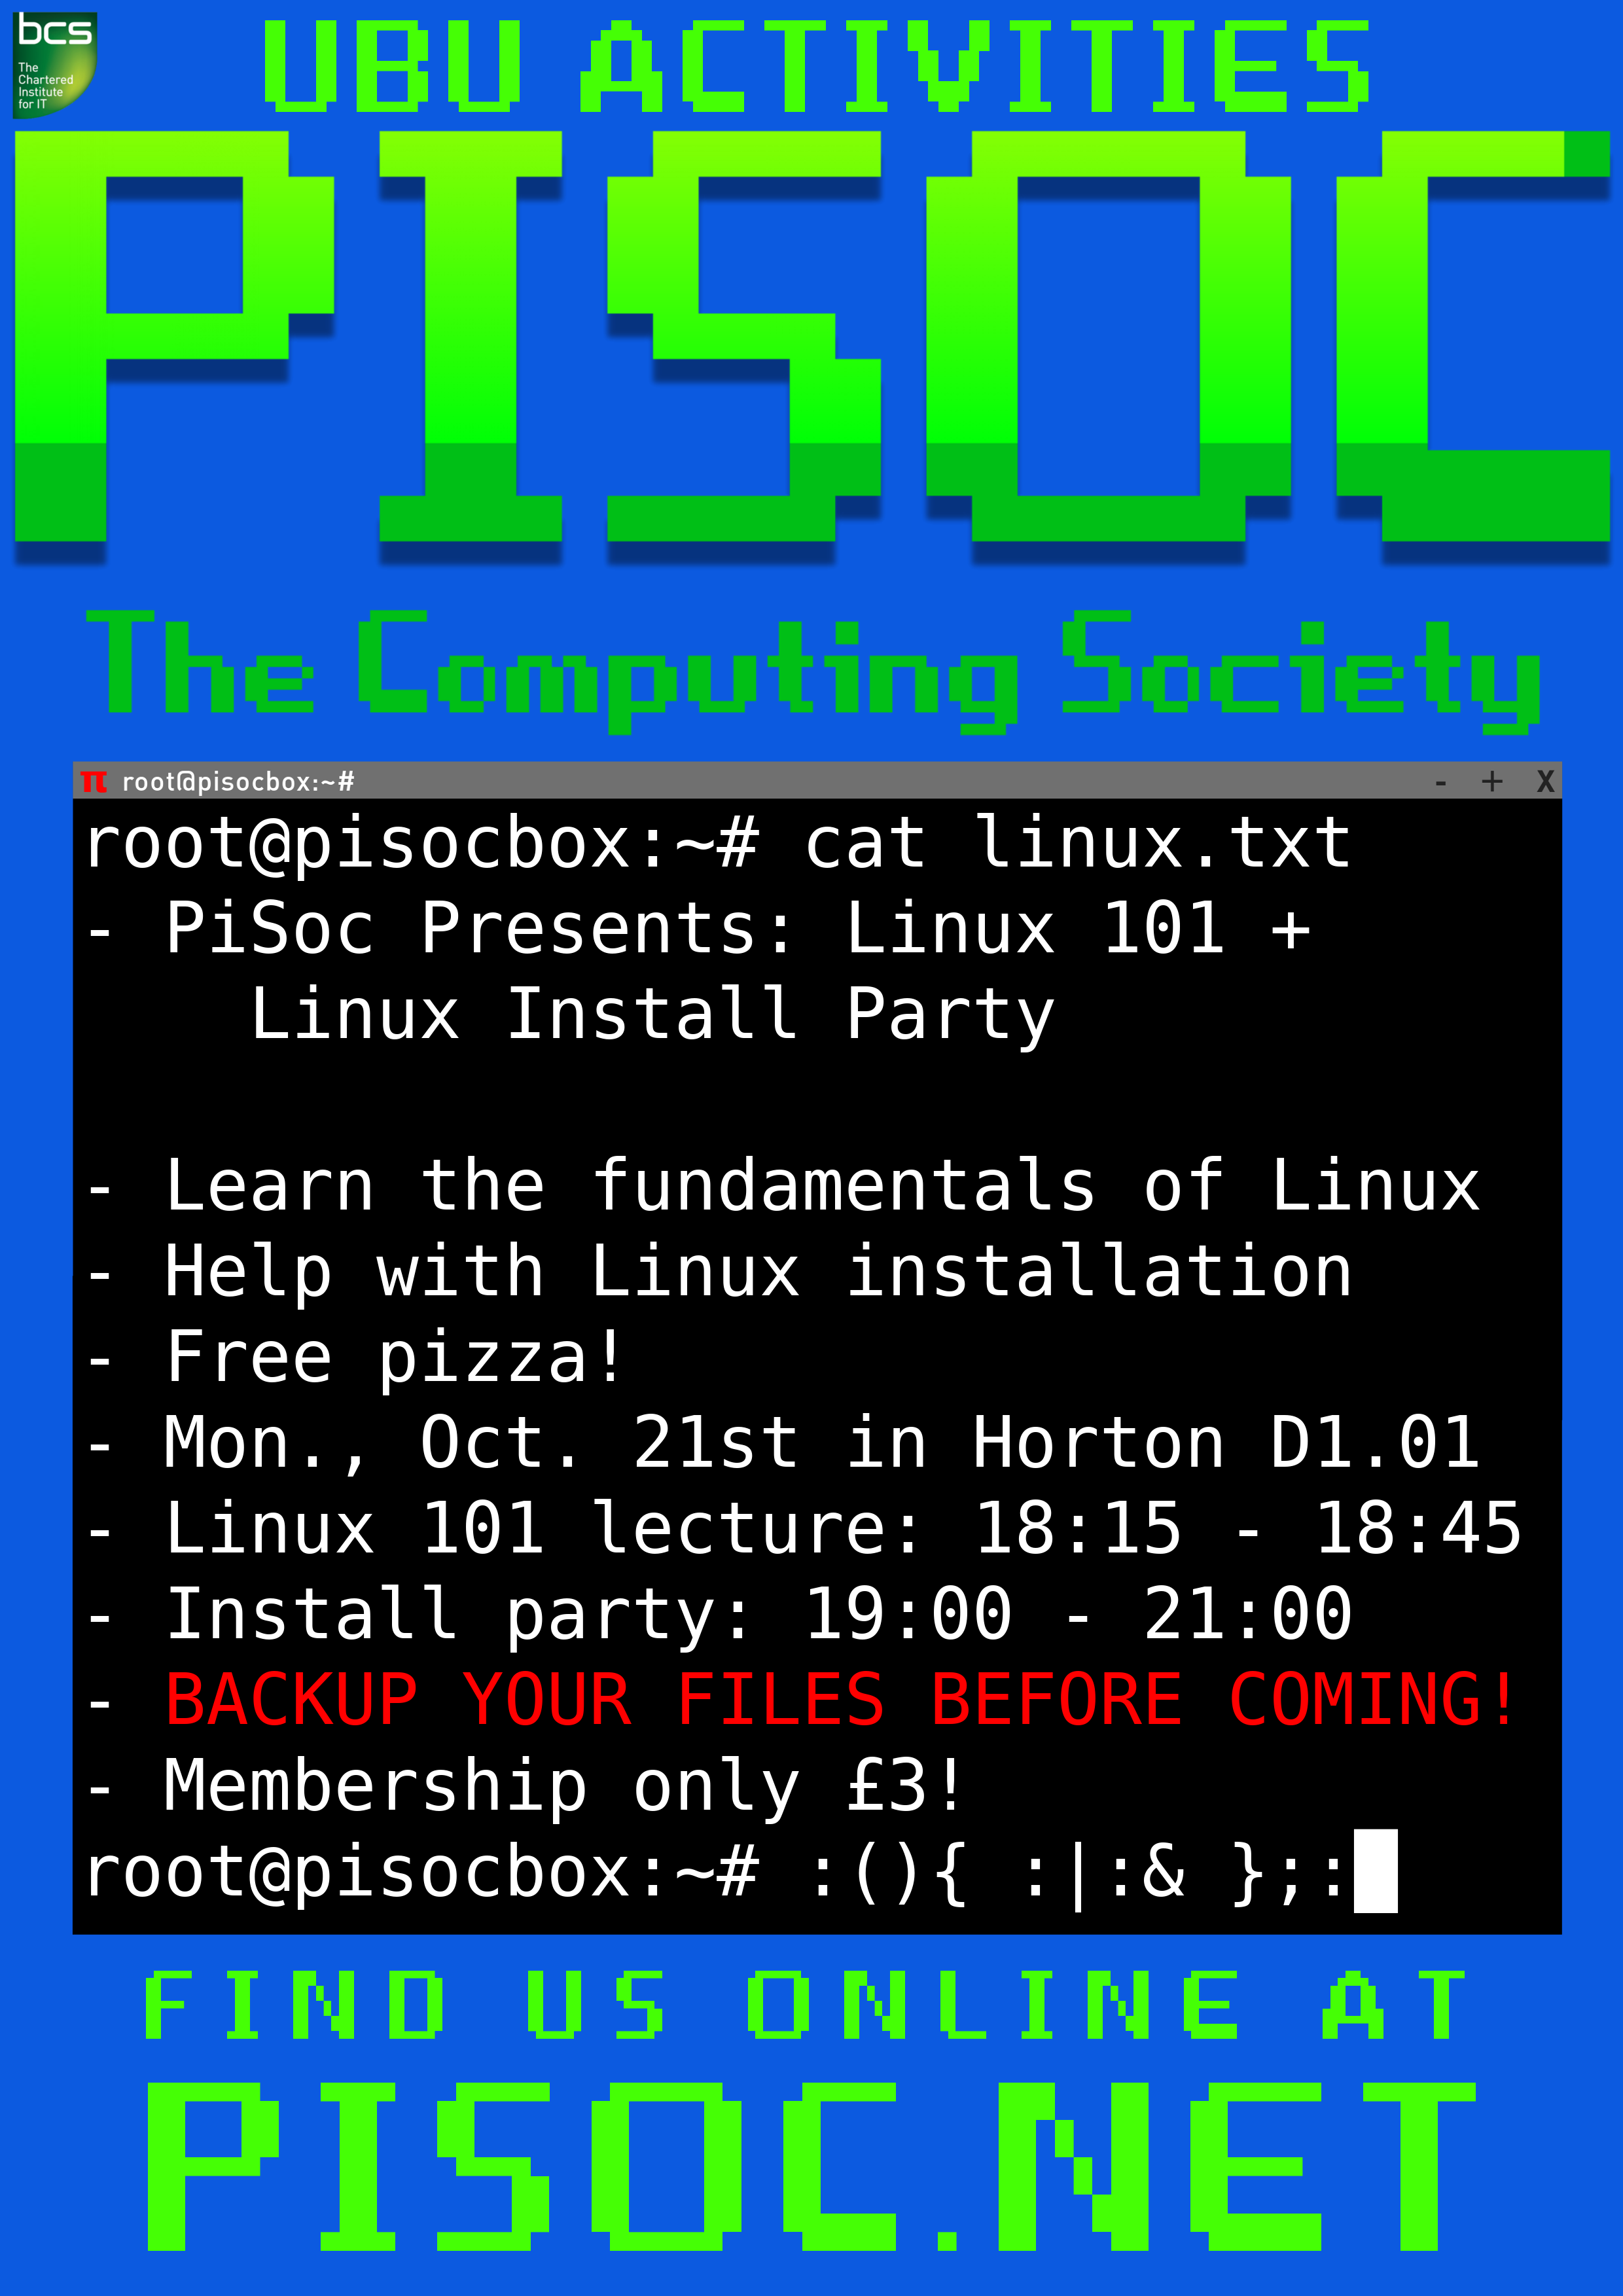 bcs
The
Chartered
Institute
for IT
UBU ACTIVITIES
PISOC
The Computing Society
π root@pisocbox:~# - + X
root@pisocbox:~# cat linux.txt
- PiSoc Presents: Linux 101 +
Linux Install Party
- Learn the fundamentals of Linux
- Help with Linux installation
- Free pizza!
- Mon., Oct. 21st in Horton D1.01
- Linux 101 lecture: 18:15 - 18:45
- Install party: 19:00 - 21:00
- BACKUP YOUR FILES BEFORE COMING!
- Membership only £3!
root@pisocbox:~# :(){ :|:& };:
FIND US ONLINE AT
PISOC.NET